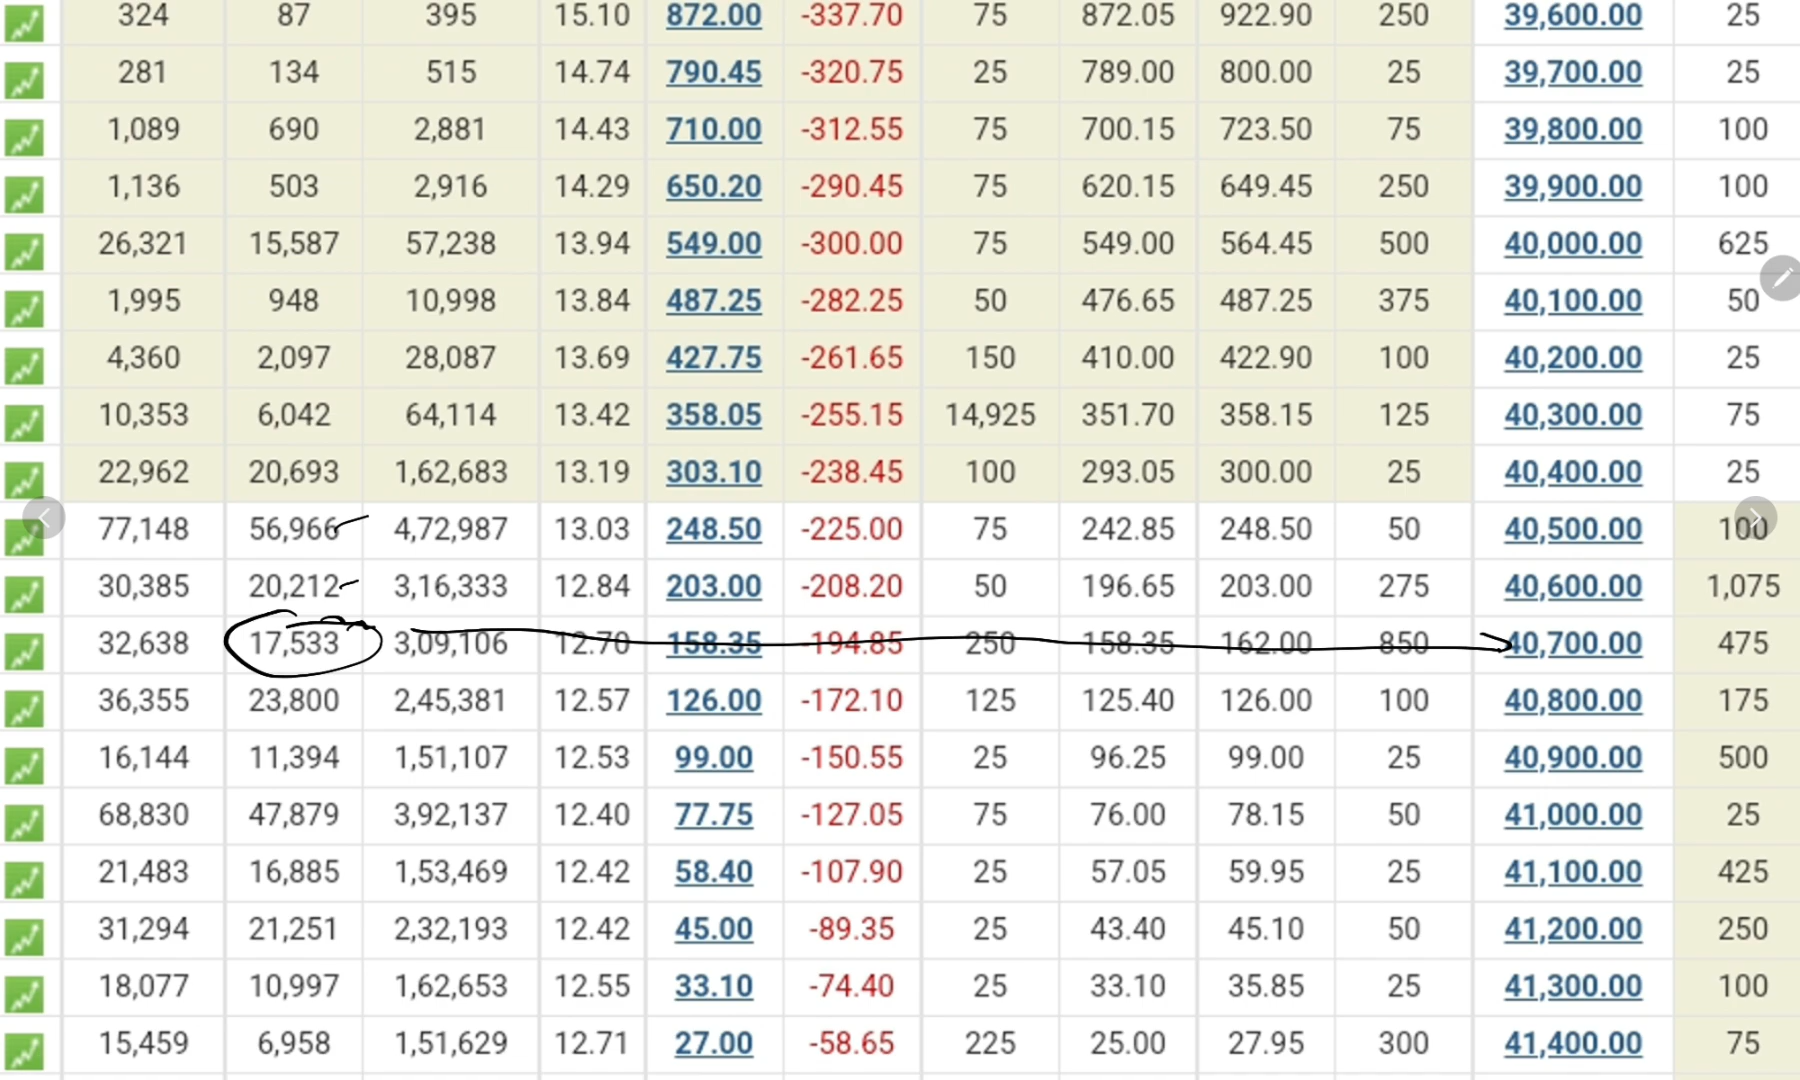 324 87 395 15.10 872.00 -337.70 75 872.05 922.90 250 39,600.00 25
281 134 515 14.74 790.45 -320.75 25 789.00 800.00 25 39,700.00 25
1,089 690 2,881 14.43 710.00 -312.55 75 700.15 723.50 75 39,800.00 100
1,136 503 2,916 14.29 650.20 -290.45 75 620.15 649.45 250 39,900.00 100
26,321 15,587 57,238 13.94 549.00 -300.00 75 549.00 564.45 500 40,000.00 625
1,995 948 10,998 13.84 487.25 -282.25 50 476.65 487.25 375 40,100.00 50
4,360 2,097 28,087 13.69 427.75 -261.65 150 410.00 422.90 100 40,200.00 25
10,353 6,042 64,114 13.42 358.05 -255.15 14,925 351.70 358.15 125 40,300.00 75
22,962 20,693 1,62,683 13.19 303.10 -238.45 100 293.05 300.00 25 40,400.00 25
77,148 56,966 4,72,987 13.03 248.50 -225.00 75 242.85 248.50 50 40,500.00 100
30,385 20,212 3,16,333 12.84 203.00 -208.20 50 196.65 203.00 275 40,600.00 1,075
32,638 17,533 3,09,106 12.70 158.35 -194.85 250 158.35 162.00 850 40,700.00 475
36,355 23,800 2,45,381 12.57 126.00 -172.10 125 125.40 126.00 100 40,800.00 175
16,144 11,394 1,51,107 12.53 99.00 -150.55 25 96.25 99.00 25 40,900.00 500
68,830 47,879 3,92,137 12.40 77.75 -127.05 75 76.00 78.15 50 41,000.00 25
21,483 16,885 1,53,469 12.42 58.40 -107.90 25 57.05 59.95 25 41,100.00 425
31,294 21,251 2,32,193 12.42 45.00 -89.35 25 43.40 45.10 50 41,200.00 250
18,077 10,997 1,62,653 12.55 33.10 -74.40 25 33.10 35.85 25 41,300.00 100
15,459 6,958 1,51,629 12.71 27.00 -58.65 225 25.00 27.95 300 41,400.00 75